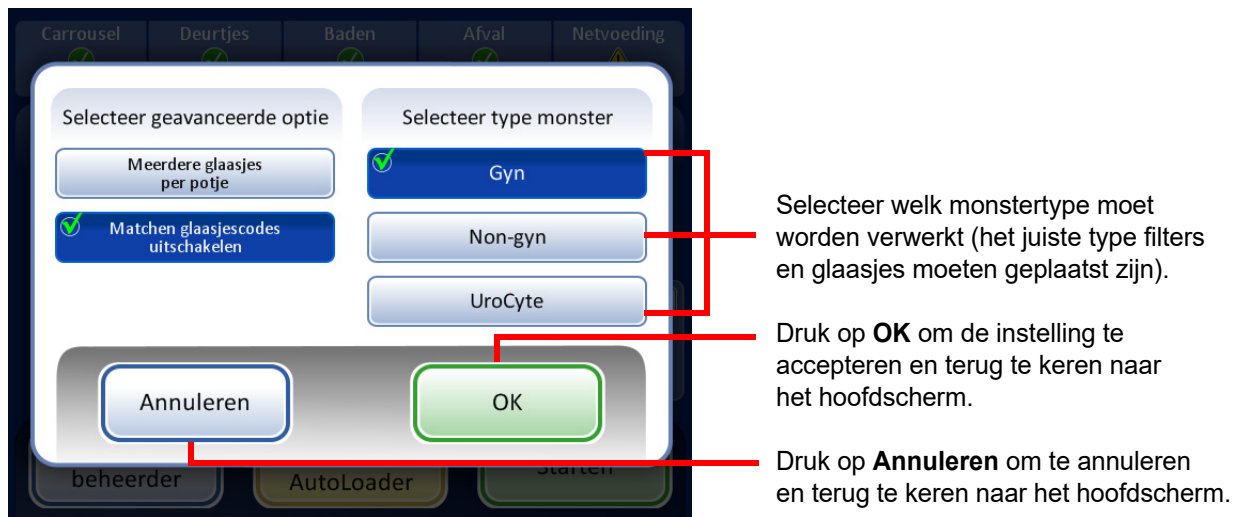 Carrousel Deurtjes Baden Afval Netvoeding
Selecteer geavanceerde optie
Meerdere glaasjes
per potje
Matchen glaasjescodes
uitschakelen
Selecteer type monster
Gyn
Non-gyn
UroCyte
Annuleren
OK
beheerder
AutoLoader
Starten
Selecteer welk monstertype moet
worden verwerkt (het juiste type filters
en glaasjes moeten geplaatst zijn).
Druk op OK om de instelling te
accepteren en terug te keren naar
het hoofdscherm.
Druk op Annuleren om te annuleren
en terug te keren naar het hoofdscherm.